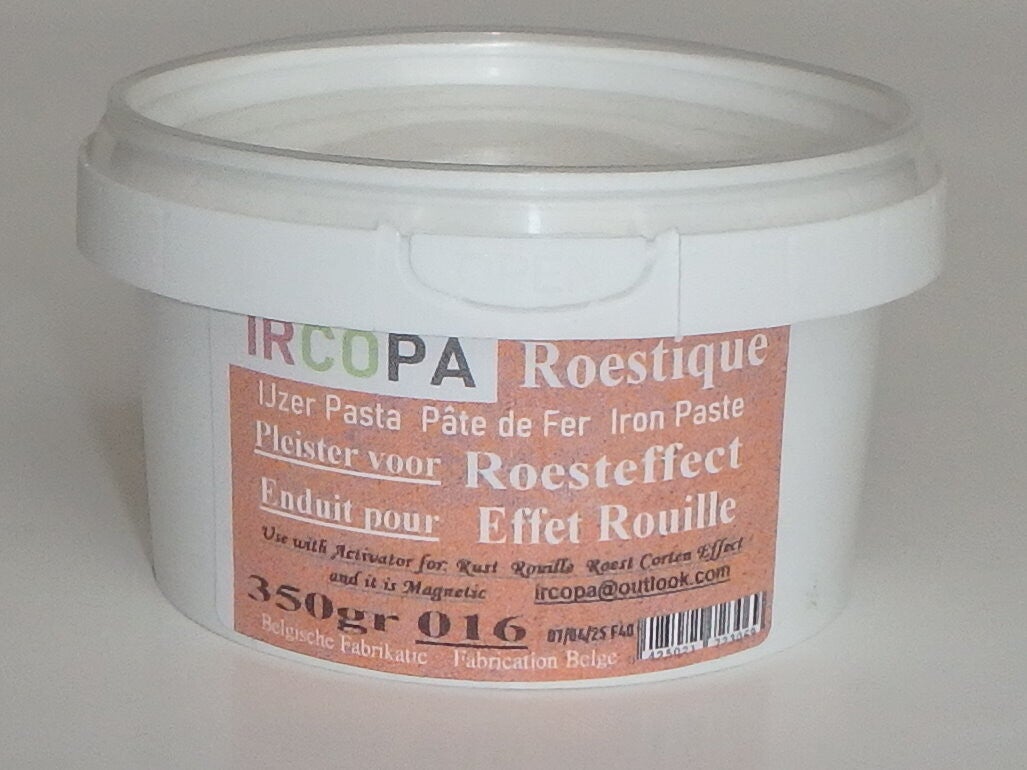 OPEN
IRCOPA Roestique
IJzer Pasta Pâte de Fer Iron Paste
Pleister voor Roesteffect
Enduit pour Effet Rouille
Use with Activator for: Rust Rouille Roest Corten Effect
and it is Magnetic ircopa@outlook.com
350gr 016 07/04/25 F40
Belgische Fabrikatie Fabrication Belge